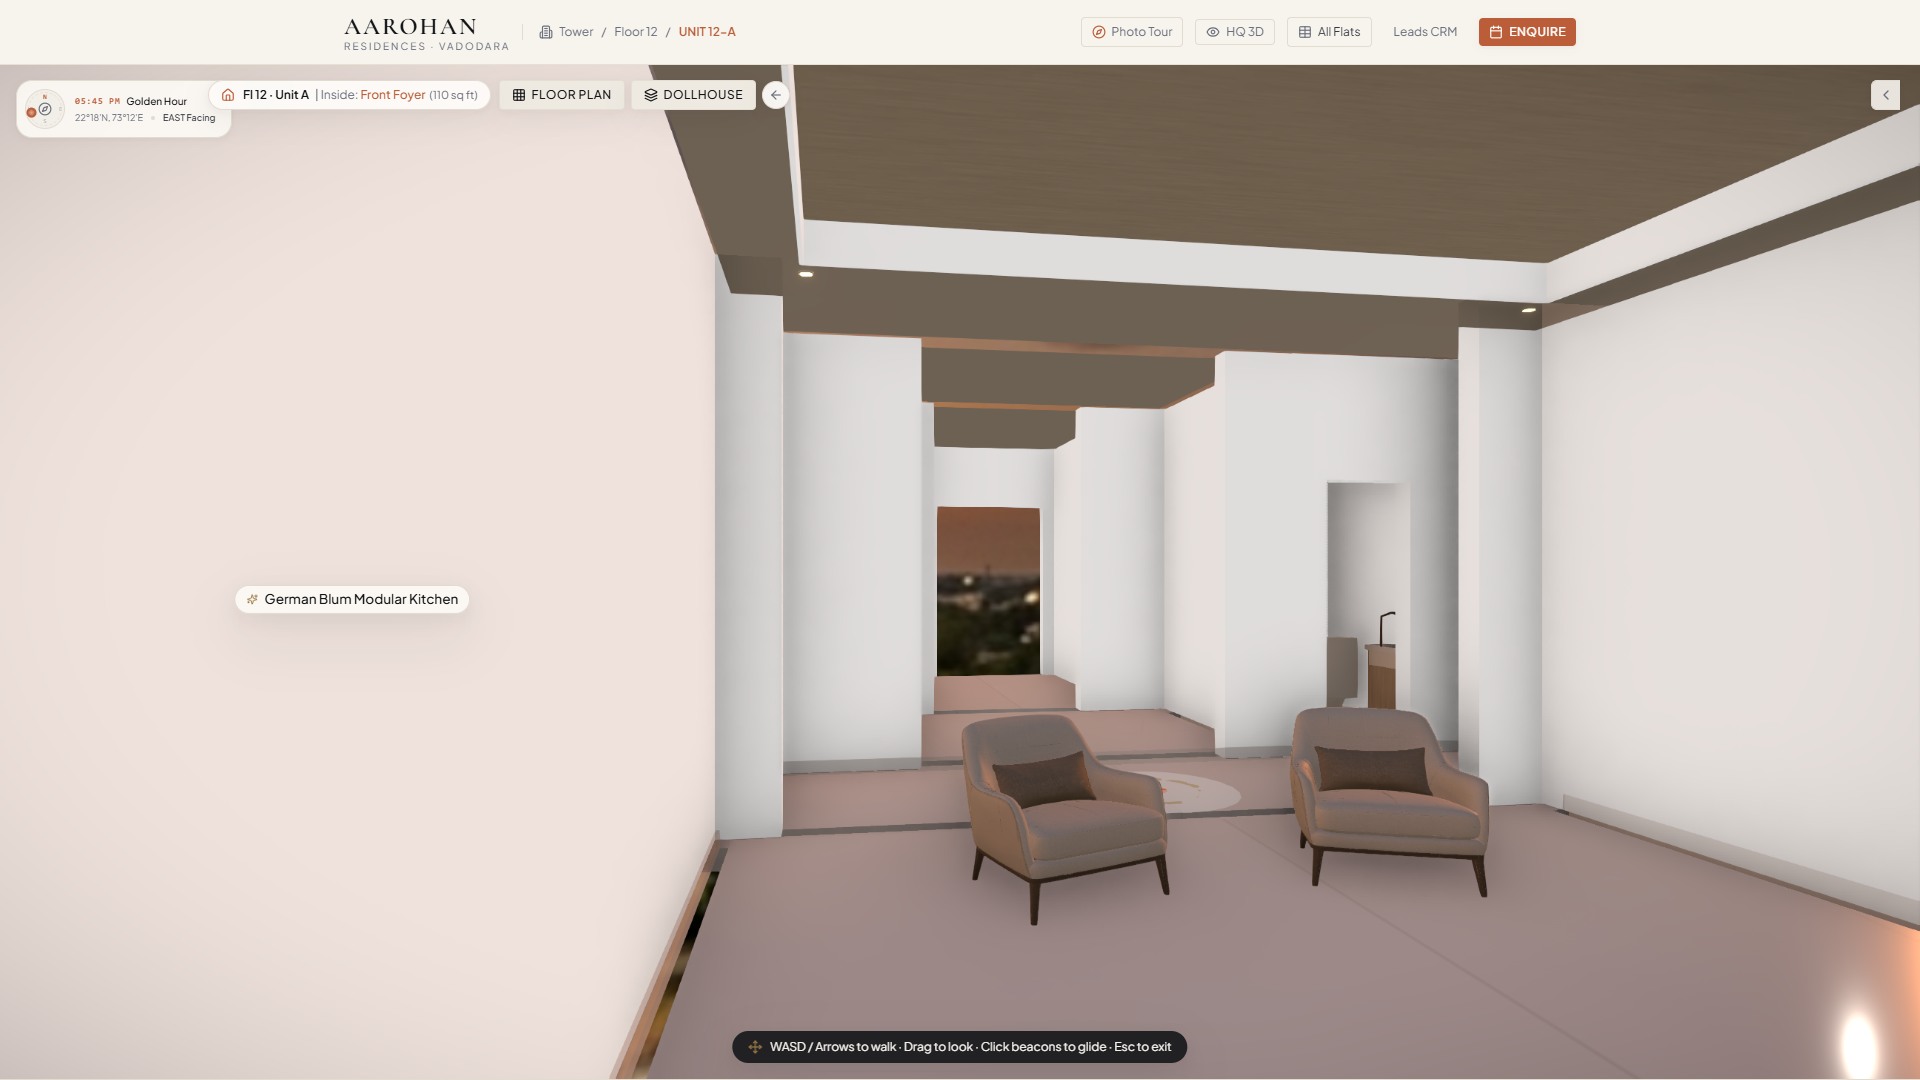 AAROHAN
RESIDENCES · VADODARA
Tower / Floor 12 / UNIT 12-A
Photo Tour
HQ 3D
All Flats
Leads CRM
ENQUIRE
N
05:45 PM Golden Hour
22°18'N, 73°12'E EAST Facing
Fl 12 · Unit A | Inside: Front Foyer (110 sq ft)
FLOOR PLAN
DOLLHOUSE
German Blum Modular Kitchen
WASD / Arrows to walk · Drag to look · Click beacons to glide · Esc to exit